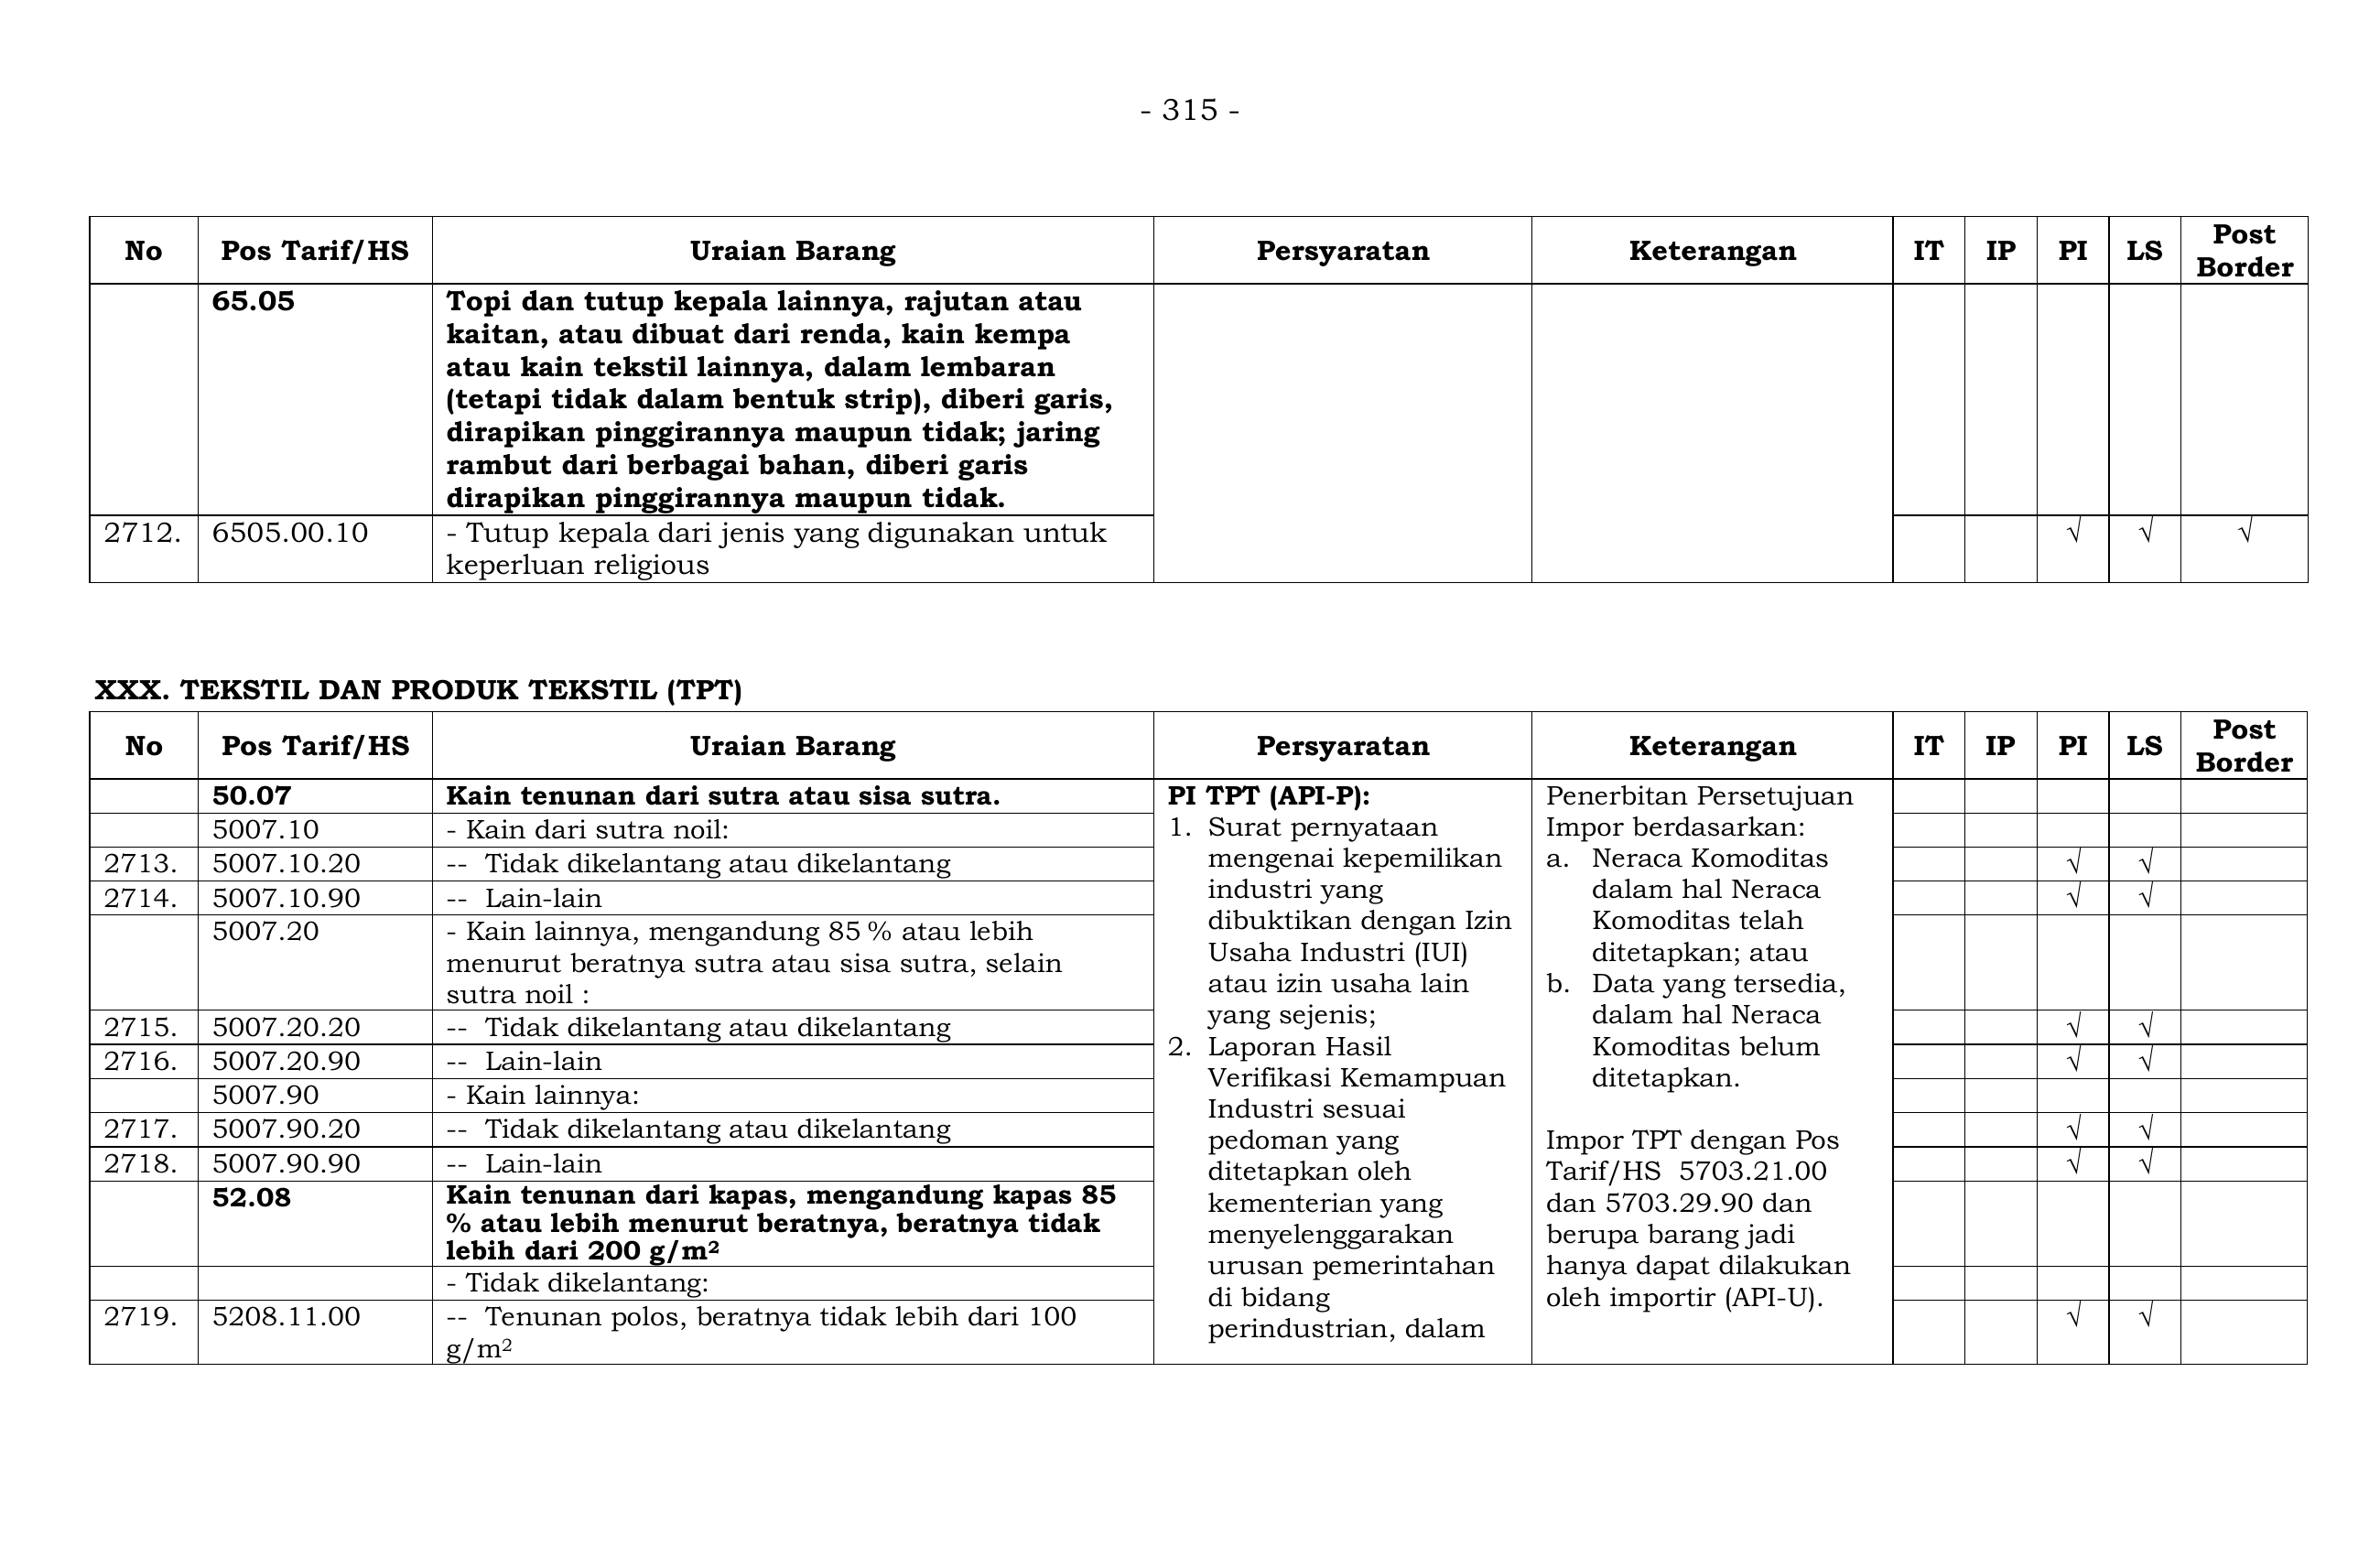 - 315 -
No Pos Tarif/HS Uraian Barang Persyaratan Keterangan IT IP PI LS Post Border
65.05 Topi dan tutup kepala lainnya, rajutan atau
kaitan, atau dibuat dari renda, kain kempa
atau kain tekstil lainnya, dalam lembaran
(tetapi tidak dalam bentuk strip), diberi garis,
dirapikan pinggirannya maupun tidak; jaring
rambut dari berbagai bahan, diberi garis
dirapikan pinggirannya maupun tidak.
2712. 6505.00.10 - Tutup kepala dari jenis yang digunakan untuk √ √ √
keperluan religious
XXX. TEKSTIL DAN PRODUK TEKSTIL (TPT)
No Pos Tarif/HS Uraian Barang Persyaratan Keterangan IT IP PI LS Post Border
50.07 Kain tenunan dari sutra atau sisa sutra.
5007.10 - Kain dari sutra noil:
2713. 5007.10.20 -- Tidak dikelantang atau dikelantang √ √
2714. 5007.10.90 -- Lain-lain √ √
5007.20 - Kain lainnya, mengandung 85 % atau lebih
menurut beratnya sutra atau sisa sutra, selain
sutra noil :
2715. 5007.20.20 -- Tidak dikelantang atau dikelantang √ √
2716. 5007.20.90 -- Lain-lain √ √
5007.90 - Kain lainnya:
2717. 5007.90.20 -- Tidak dikelantang atau dikelantang √ √
2718. 5007.90.90 -- Lain-lain √ √
52.08 Kain tenunan dari kapas, mengandung kapas 85
% atau lebih menurut beratnya, beratnya tidak
lebih dari 200 g/m²
- Tidak dikelantang:
2719. 5208.11.00 -- Tenunan polos, beratnya tidak lebih dari 100 √ √
g/m²
PI TPT (API-P):
1. Surat pernyataan
mengenai kepemilikan
industri yang
dibuktikan dengan Izin
Usaha Industri (IUI)
atau izin usaha lain
yang sejenis;
2. Laporan Hasil
Verifikasi Kemampuan
Industri sesuai
pedoman yang
ditetapkan oleh
kementerian yang
menyelenggarakan
urusan pemerintahan
di bidang
perindustrian, dalam
Penerbitan Persetujuan
Impor berdasarkan:
a. Neraca Komoditas
dalam hal Neraca
Komoditas telah
ditetapkan; atau
b. Data yang tersedia,
dalam hal Neraca
Komoditas belum
ditetapkan.
Impor TPT dengan Pos
Tarif/HS 5703.21.00
dan 5703.29.90 dan
berupa barang jadi
hanya dapat dilakukan
oleh importir (API-U).